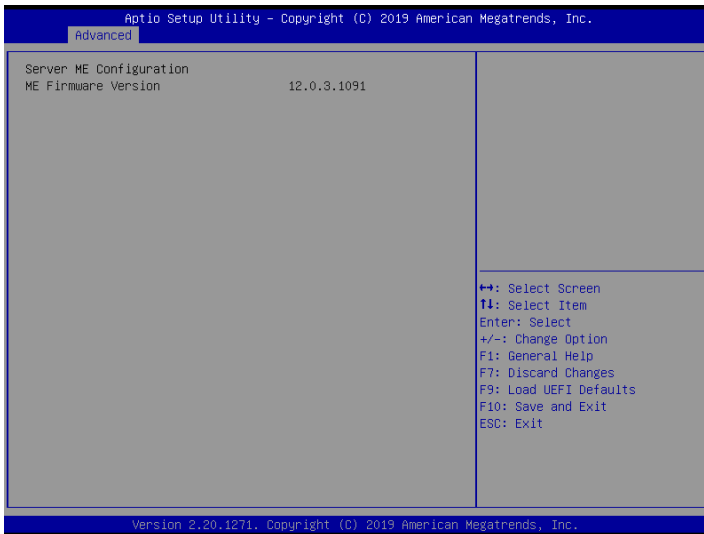 Aptio Setup Utility – Copyright (C) 2019 American Megatrends, Inc.
Advanced
Server ME Configuration
ME Firmware Version 12.0.3.1091
↔: Select Screen
↑↓: Select Item
Enter: Select
+/-: Change Option
F1: General Help
F7: Discard Changes
F9: Load UEFI Defaults
F10: Save and Exit
ESC: Exit
Version 2.20.1271. Copyright (C) 2019 American Megatrends, Inc.